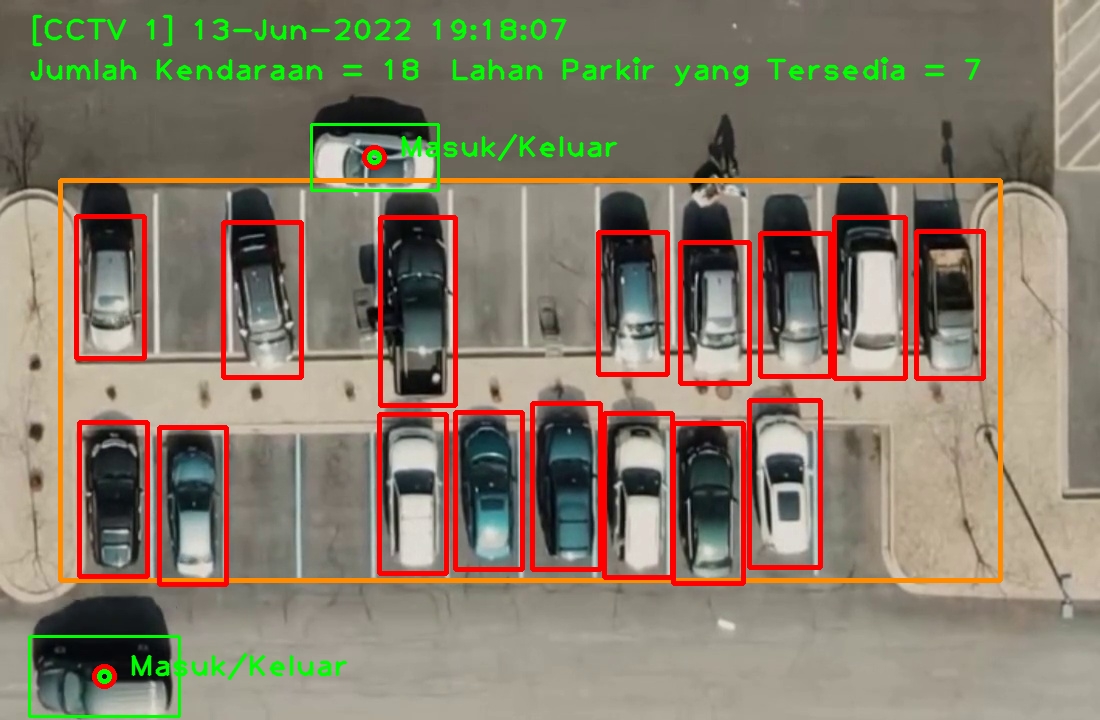 [CCTV 1] 13-Jun-2022 19:18:07
Jumlah Kendaraan = 18 Lahan Parkir yang Tersedia = 7
Masuk/Keluar
Masuk/Keluar